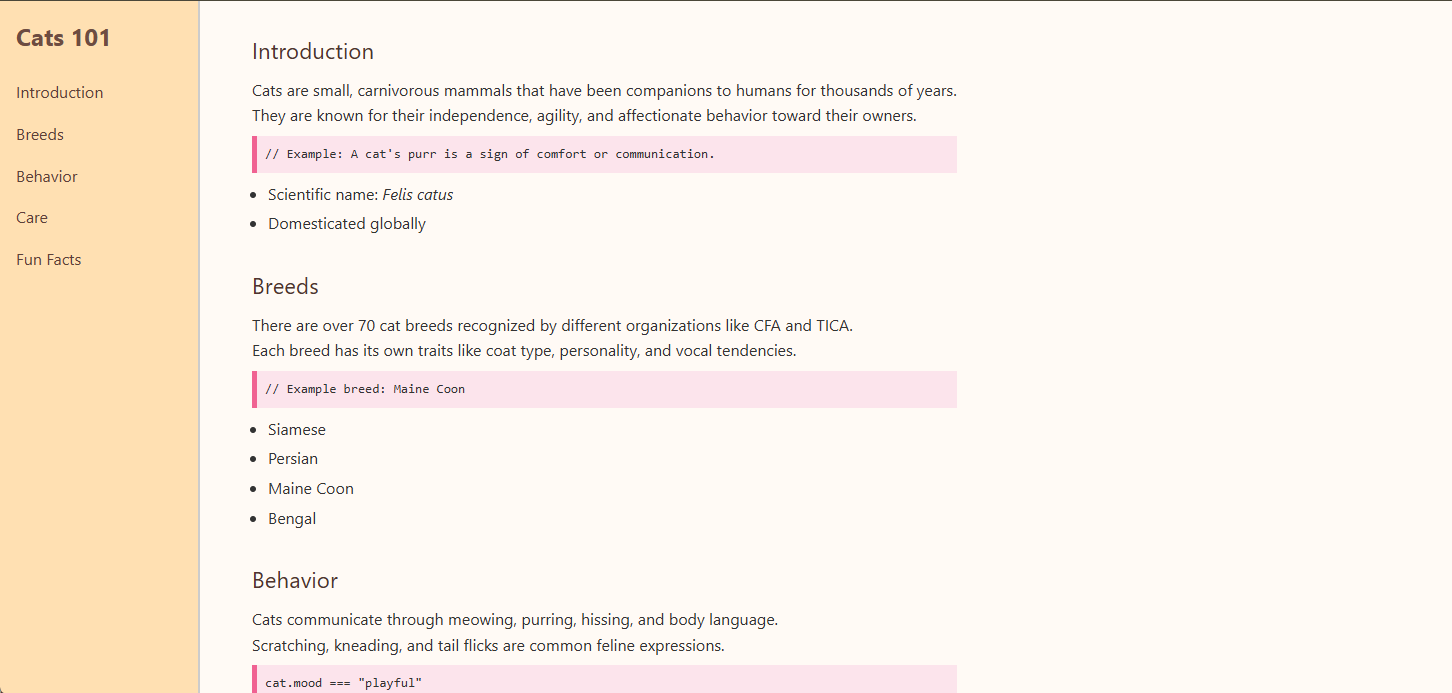 Cats 101
Introduction
Breeds
Behavior
Care
Fun Facts
Introduction
Cats are small, carnivorous mammals that have been companions to humans for thousands of years.
They are known for their independence, agility, and affectionate behavior toward their owners.
// Example: A cat's purr is a sign of comfort or communication.
Scientific name: Felis catus
Domesticated globally
Breeds
There are over 70 cat breeds recognized by different organizations like CFA and TICA.
Each breed has its own traits like coat type, personality, and vocal tendencies.
// Example breed: Maine Coon
Siamese
Persian
Maine Coon
Bengal
Behavior
Cats communicate through meowing, purring, hissing, and body language.
Scratching, kneading, and tail flicks are common feline expressions.
cat.mood === "playful"